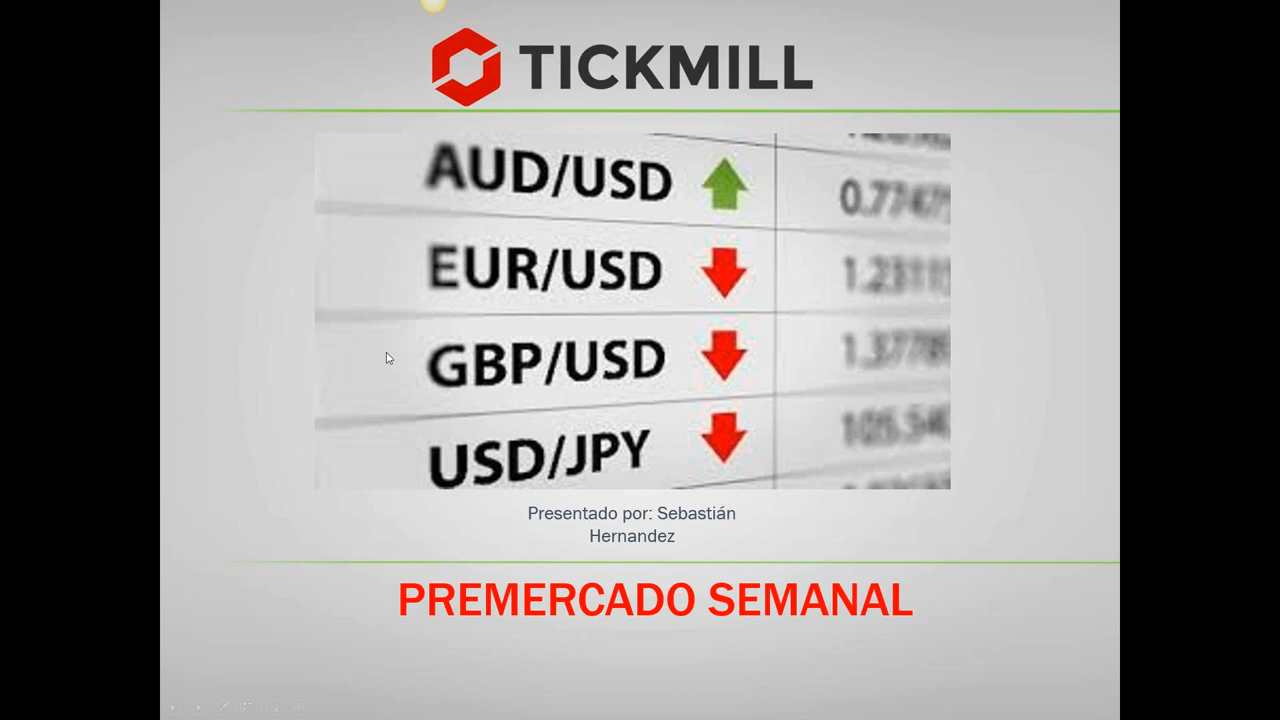 TICKMILL
AUD/USD
EUR/USD
GBP/USD
USD/JPY
Presentado por: Sebastián
Hernandez
PREMERCADO SEMANAL